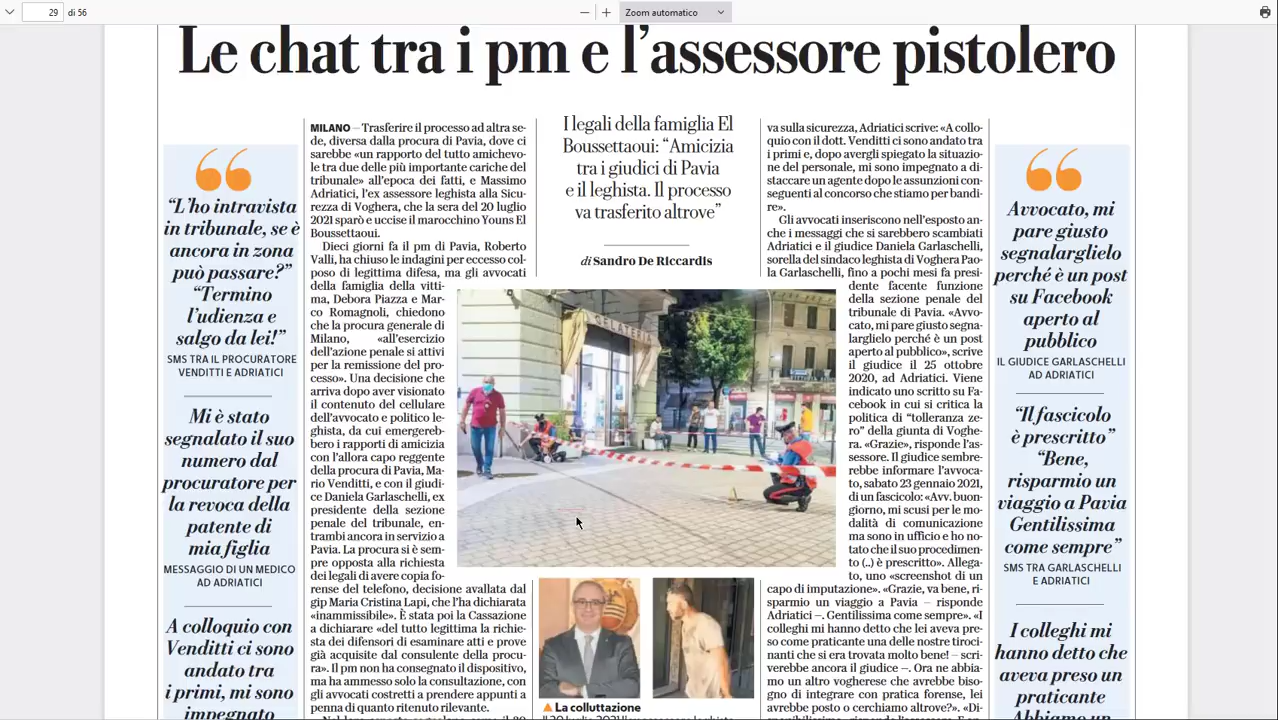 29
di 56
Zoom automatico
Le chat tra i pm e l'assessore pistolero
“L'ho intravista
in tribunale, se è
ancora in zona
può passare?”
“Termino
l'udienza e
salgo da lei!”
SMS TRA IL PROCURATORE
VENDITTI E ADRIATICI
Mi è stato
segnalato il suo
numero dal
procuratore per
la revoca della
patente di
mia figlia
MESSAGGIO DI UN MEDICO
AD ADRIATICI
A colloquio con
Venditti ci sono
andato tra
i primi, mi sono
impegnato
MILANO – Trasferire il processo ad altra se-
de, diversa dalla procura di Pavia, dove ci
sarebbe «un rapporto del tutto amichevo-
le tra due delle più importante cariche del
tribunale» all'epoca dei fatti, e Massimo
Adriatici, l'ex assessore leghista alla Sicu-
rezza di Voghera, che la sera del 20 luglio
2021 sparò e uccise il marocchino Youns El
Boussettaoui.
Dieci giorni fa il pm di Pavia, Roberto
Valli, ha chiuso le indagini per eccesso col-
poso di legittima difesa, ma gli avvocati
della famiglia della vitti-
ma, Debora Piazza e Mar-
co Romagnoli, chiedono
che la procura generale di
Milano, «all'esercizio
dell'azione penale si attivi
per la remissione del pro-
cesso». Una decisione che
arriva dopo aver visionato
il contenuto del cellulare
dell'avvocato e politico le-
ghista, da cui emergereb-
bero i rapporti di amicizia
con l'allora capo reggente
della procura di Pavia, Ma-
rio Venditti, e con il giudi-
ce Daniela Garlaschelli, ex
presidente della sezione
penale del tribunale, en-
trambi ancora in servizio a
Pavia. La procura si è sem-
pre opposta alla richiesta
dei legali di avere copia fo-
rense del telefono, decisione avallata dal
gip Maria Cristina Lapi, che l'ha dichiarata
«inammissibile». È stata poi la Cassazione
a dichiarare «del tutto legittima la richie-
sta dei difensori di esaminare atti e prove
già acquisite dal consulente della procu-
ra». Il pm non ha consegnato il dispositivo,
ma ha ammesso solo la consultazione, con
gli avvocati costretti a prendere appunti a
penna di quanto ritenuto rilevante.
I legali della famiglia El
Boussettaoui: “Amicizia
tra i giudici di Pavia
e il leghista. Il processo
va trasferito altrove”
di Sandro De Riccardis
GELATERIA
La colluttazione
va sulla sicurezza, Adriatici scrive: «A collo-
quio con il dott. Venditti ci sono andato tra
i primi e, dopo avergli spiegato la situazio-
ne del personale, mi sono impegnato a di-
staccare un agente dopo le assunzioni con-
seguenti al concorso che stiamo per bandi-
re».
Gli avvocati inseriscono nell'esposto an-
che i messaggi che si sarebbero scambiati
Adriatici e il giudice Daniela Garlaschelli,
sorella del sindaco leghista di Voghera Pao-
la Garlaschelli, fino a pochi mesi fa presi-
dente facente funzione
della sezione penale del
tribunale di Pavia. «Avvo-
cato, mi pare giusto segna-
larglielo perché è un post
aperto al pubblico», scrive
il giudice il 25 ottobre
2020, ad Adriatici. Viene
indicato uno scritto su Fa-
cebook in cui si critica la
politica di “tolleranza ze-
ro” della giunta di Voghe-
ra. «Grazie», risponde l'as-
sessore. Il giudice sembre-
rebbe informare l'avvoca-
to, sabato 23 gennaio 2021,
di un fascicolo: «Avv. buon-
giorno, mi scusi per le mo-
dalità di comunicazione
ma sono in ufficio e ho no-
tato che il suo procedimen-
to (..) è prescritto». Allega-
to, uno «screenshot di un
capo di imputazione». «Grazie, va bene, ri-
sparmio un viaggio a Pavia – risponde
Adriatici –. Gentilissima come sempre». «I
colleghi mi hanno detto che lei aveva pre-
so come praticante una delle nostre tiroci-
nanti che si era trovata molto bene! – scri-
verebbe ancora il giudice –. Ora ne abbia-
mo un altro vogherese che avrebbe biso-
gno di integrare con pratica forense, lei
avrebbe posto o cerchiamo altrove?». «Di-
Avvocato, mi
pare giusto
segnalarglielo
perché è un post
su Facebook
aperto al
pubblico
IL GIUDICE GARLASCHELLI
AD ADRIATICI
“Il fascicolo
è prescritto”
“Bene,
risparmio un
viaggio a Pavia
Gentilissima
come sempre”
SMS TRA GARLASCHELLI
E ADRIATICI
I colleghi mi
hanno detto che
aveva preso un
praticante